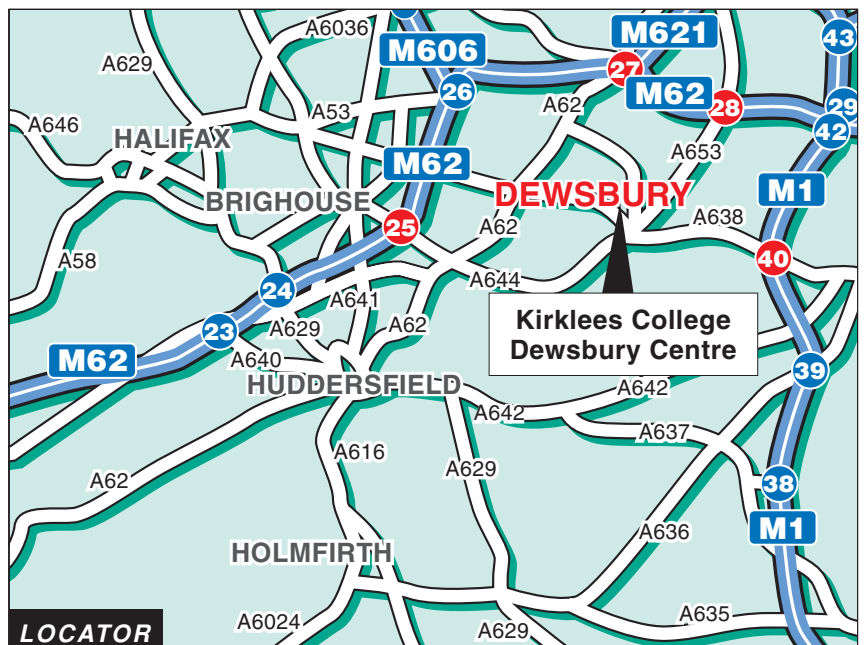 A6036
M621
43
A629
M606
27
26
M62
28
29
A53
A62
42
A646
HALIFAX
M62
A653
M1
BRIGHOUSE
DEWSBURY
A638
25
A62
40
A58
A644
24
A641
Kirklees College
Dewsbury Centre
23
A629
A62
M62
A640
39
HUDDERSFIELD
A642
A642
A637
A616
A629
A62
38
M1
A636
HOLMFIRTH
A6024
A629
A635
LOCATOR